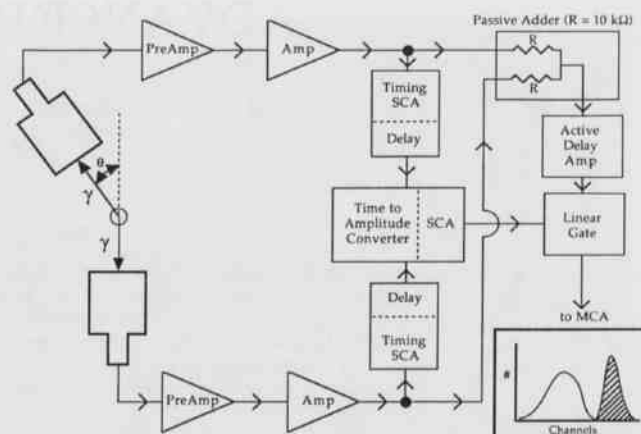 Passive Adder (R = 10 kΩ)
PreAmp
Amp
R
R
Timing
SCA
Delay
Active
Delay
Amp
θ
γ
γ
Time to
Amplitude
Converter
SCA
Linear
Gate
Delay
Timing
SCA
to MCA
PreAmp
Amp
#
Channels